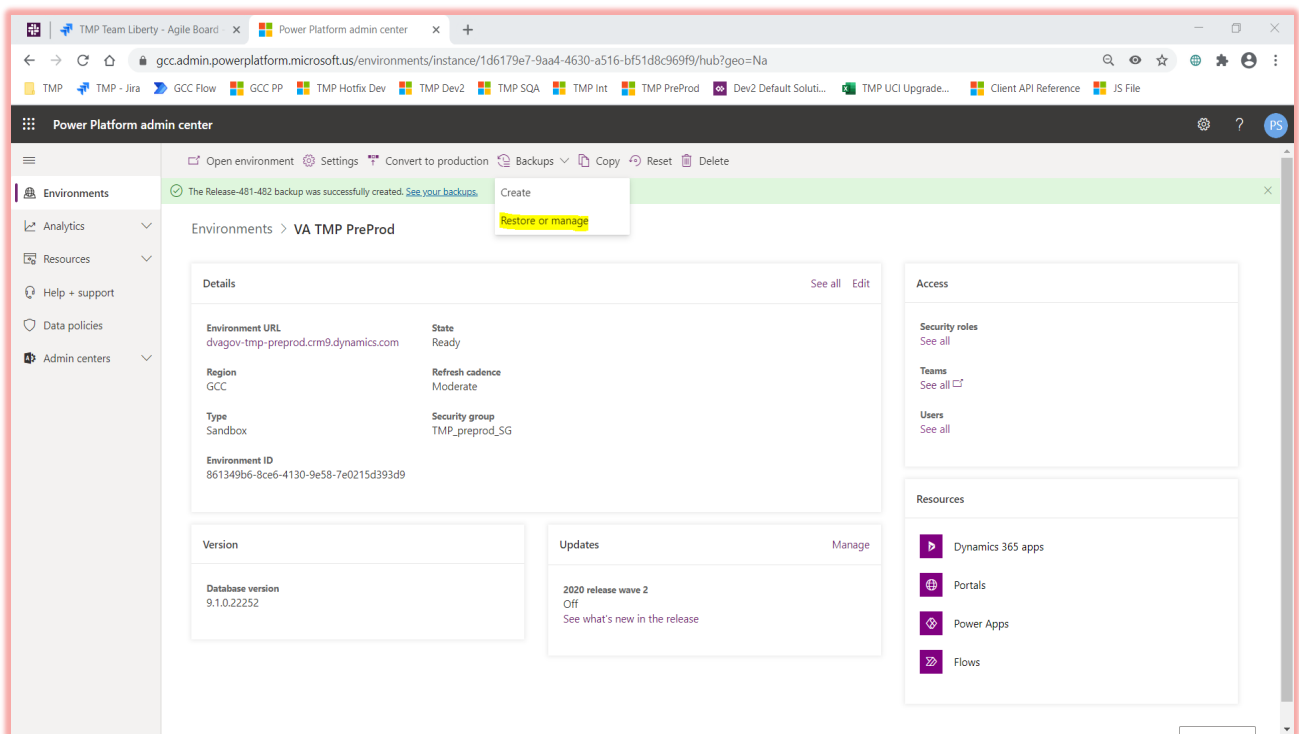 TMP Team Liberty - Agile Board
Power Platform admin center
gcc.admin.powerplatform.microsoft.us/environments/instance/1d6179e7-9aa4-4630-a516-bf51d8c969f9/hub?geo=Na
TMP TMP - Jira GCC Flow GCC PP TMP Hotfix Dev TMP Dev2 TMP SQA TMP Int TMP PreProd Dev2 Default Soluti... TMP UCI Upgrade... Client API Reference JS File
Power Platform admin center ? PS
Open environment Settings Convert to production Backups Copy Reset Delete
The Release-481-482 backup was successfully created. See your backups.
Create
Restore or manage
Environments
Analytics
Resources
Help + support
Data policies
Admin centers
Environments > VA TMP PreProd
Details See all Edit
Environment URL
dvagov-tmp-preprod.crm9.dynamics.com
State
Ready
Region
GCC
Refresh cadence
Moderate
Type
Sandbox
Security group
TMP_preprod_SG
Environment ID
861349b6-8ce6-4130-9e58-7e0215d393d9
Version
Database version
9.1.0.22252
Updates Manage
2020 release wave 2
Off
See what's new in the release
Access
Security roles
See all
Teams
See all
Users
See all
Resources
Dynamics 365 apps
Portals
Power Apps
Flows